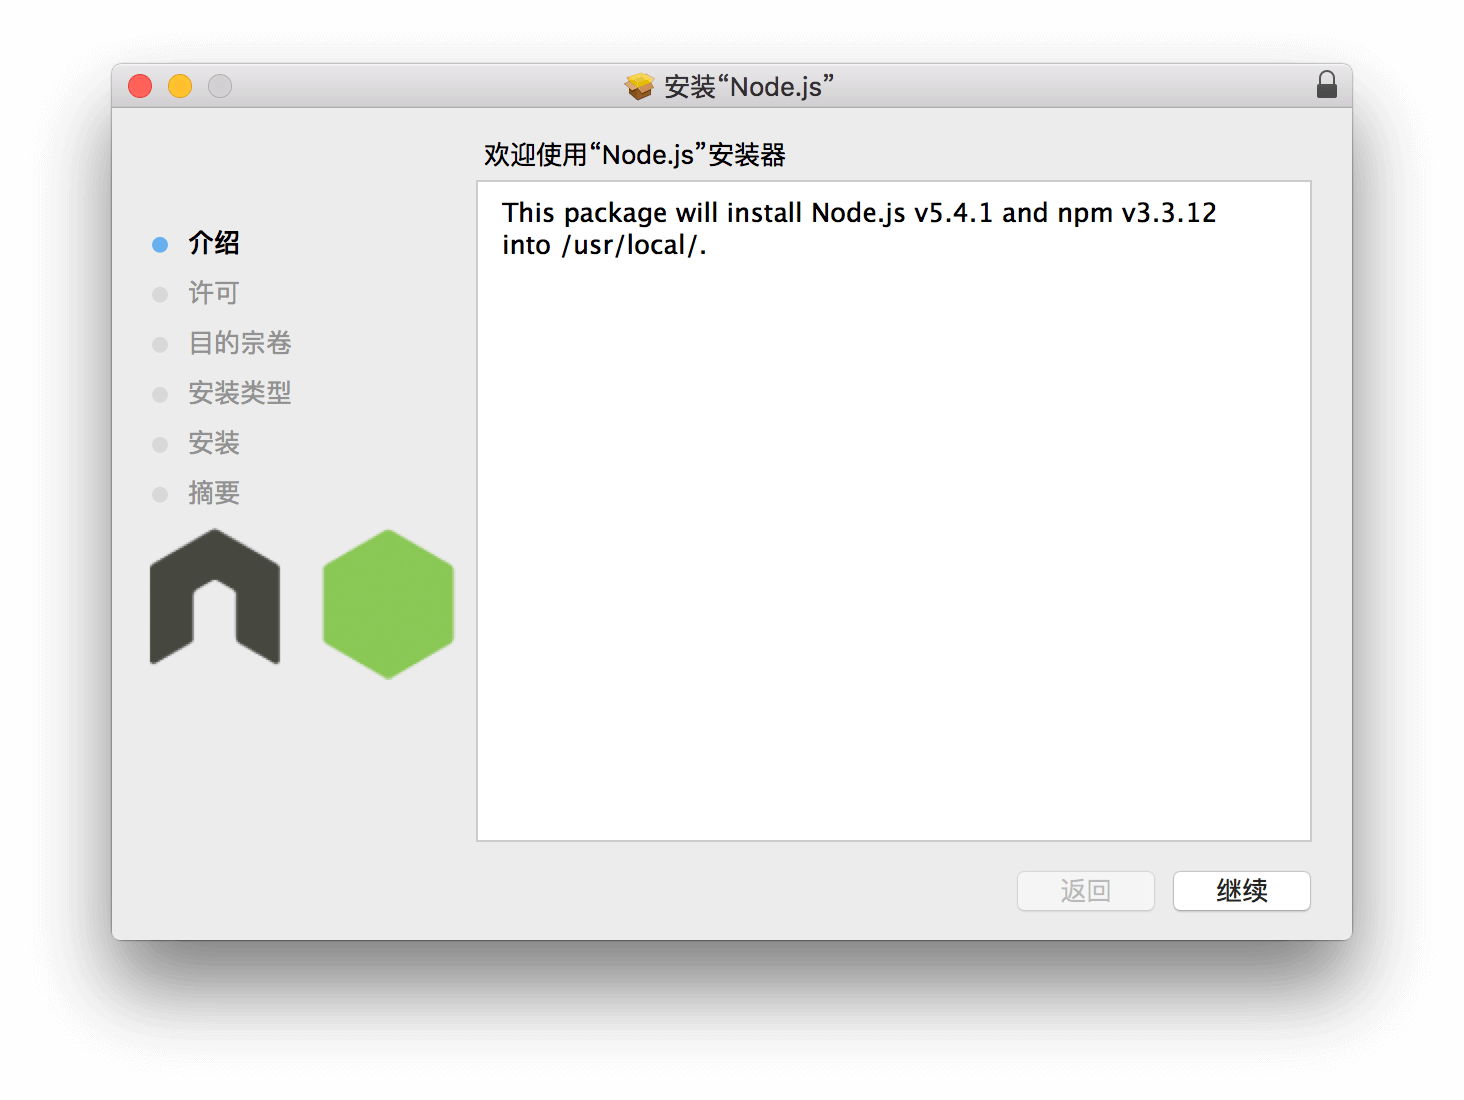 安装“Node.js”
欢迎使用“Node.js”安装器
介绍
许可
目的宗卷
安装类型
安装
摘要
This package will install Node.js v5.4.1 and npm v3.3.12
into /usr/local/.
返回
继续